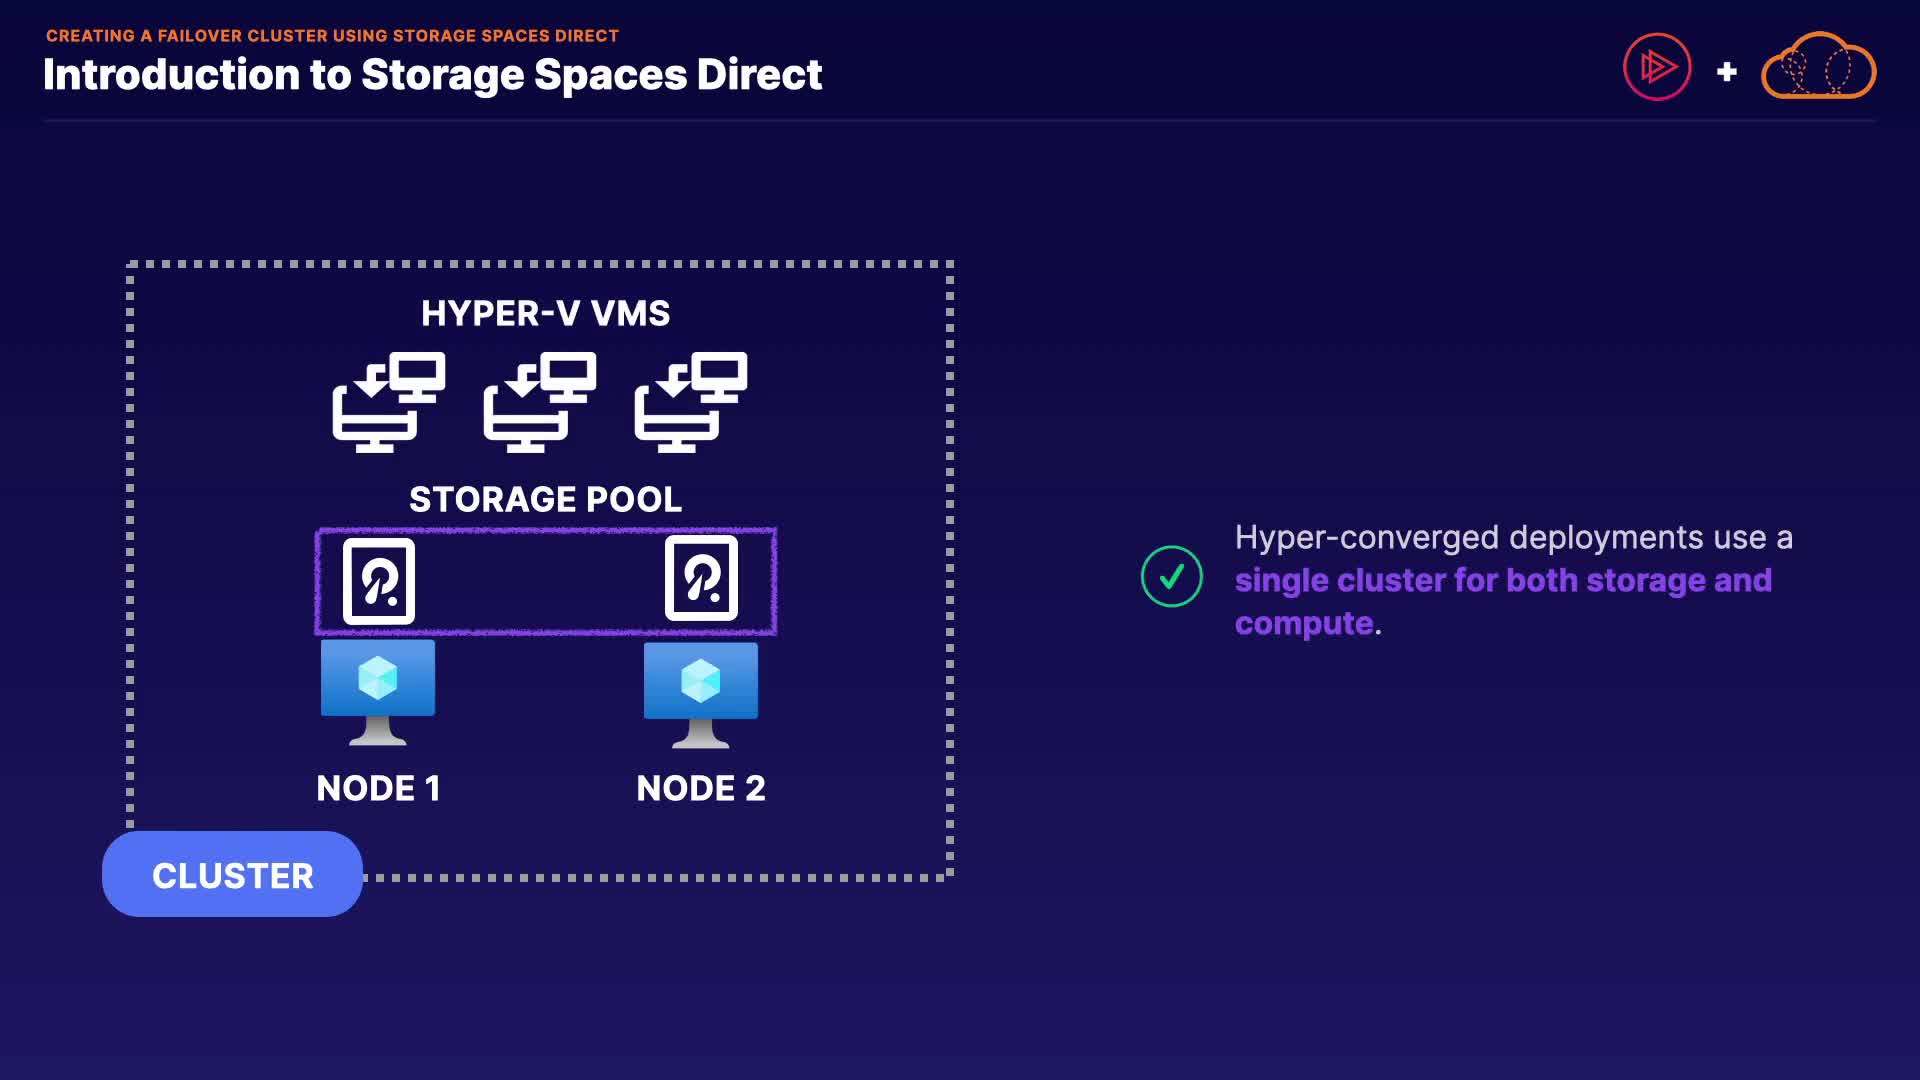 CREATING A FAILOVER CLUSTER USING STORAGE SPACES DIRECT
Introduction to Storage Spaces Direct
HYPER-V VMS
STORAGE POOL
NODE 1
NODE 2
CLUSTER
Hyper-converged deployments use a
single cluster for both storage and
compute.